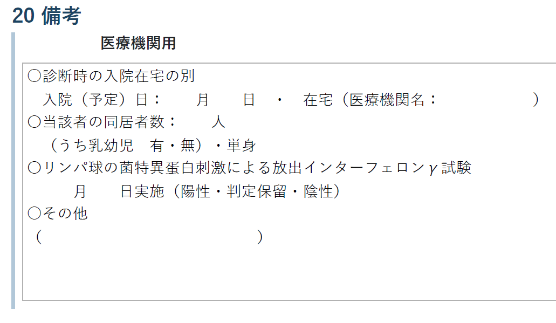 20 備考
医療機関用
○診断時の入院在宅の別
入院（予定）日：　　月　　日　・　在宅（医療機関名：　　　　　　）
○当該者の同居者数：　　人
（うち乳幼児　有・無）・単身
○リンパ球の菌特異蛋白刺激による放出インターフェロンγ試験
月　　日実施（陽性・判定保留・陰性）
○その他
（　　　　　　　　　　　　　　）